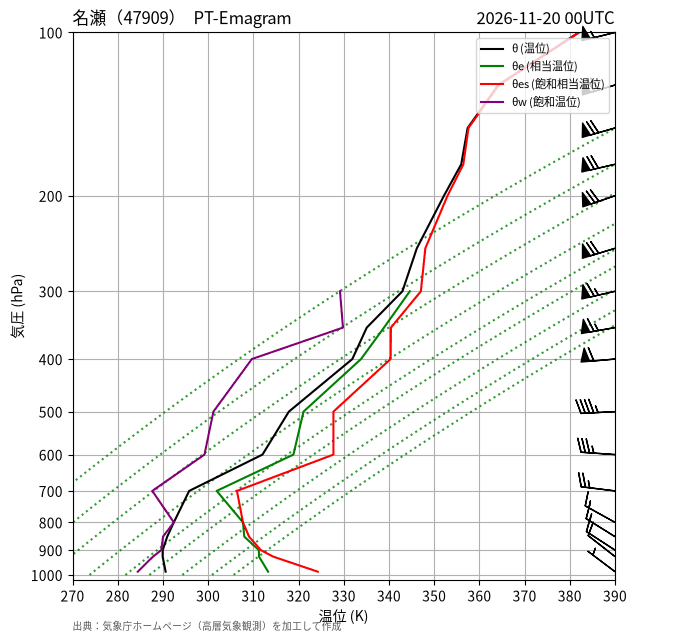 名瀬（47909） PT-Emagram
2026-11-20 00UTC
θ (温位)
θe (相当温位)
θes (飽和相当温位)
θw (飽和温位)
気圧 (hPa)
100
200
300
400
500
600
700
800
900
1000
270 280 290 300 310 320 330 340 350 360 370 380 390
温位 (K)
出典：気象庁ホームページ（高層気象観測）を加工して作成